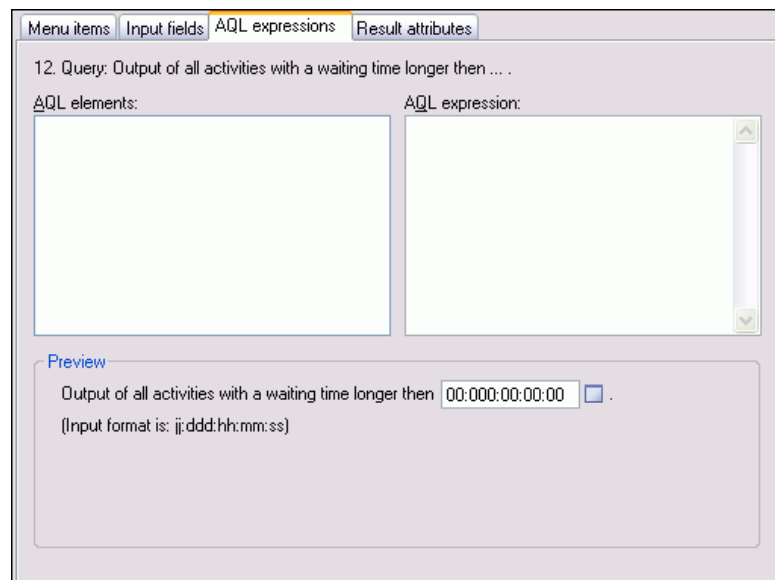 Menu items Input fields AQL expressions Result attributes
12. Query: Output of all activities with a waiting time longer then ... .
AQL elements: AQL expression:
Preview
Output of all activities with a waiting time longer then 00:000:00:00:00 .
(Input format is: jj:ddd:hh:mm:ss)